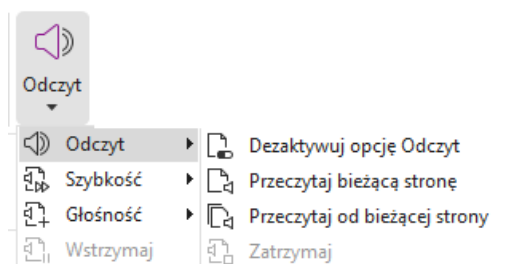 Odczyt
Odczyt
Szybkość
Głośność
Wstrzymaj
Dezaktywuj opcję Odczyt
Przeczytaj bieżącą stronę
Przeczytaj od bieżącej strony
Zatrzymaj